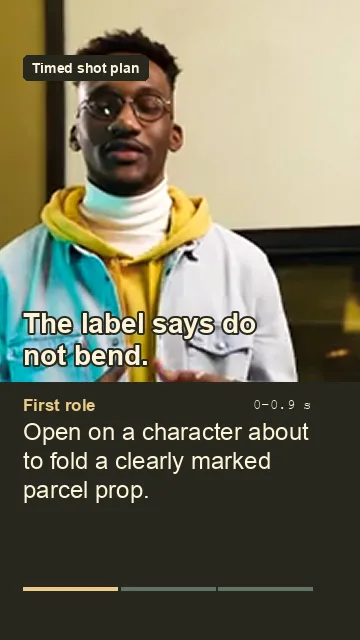 Timed shot plan
The label says do
not bend.
First role
0–0.9 s
Open on a character about
to fold a clearly marked
parcel prop.